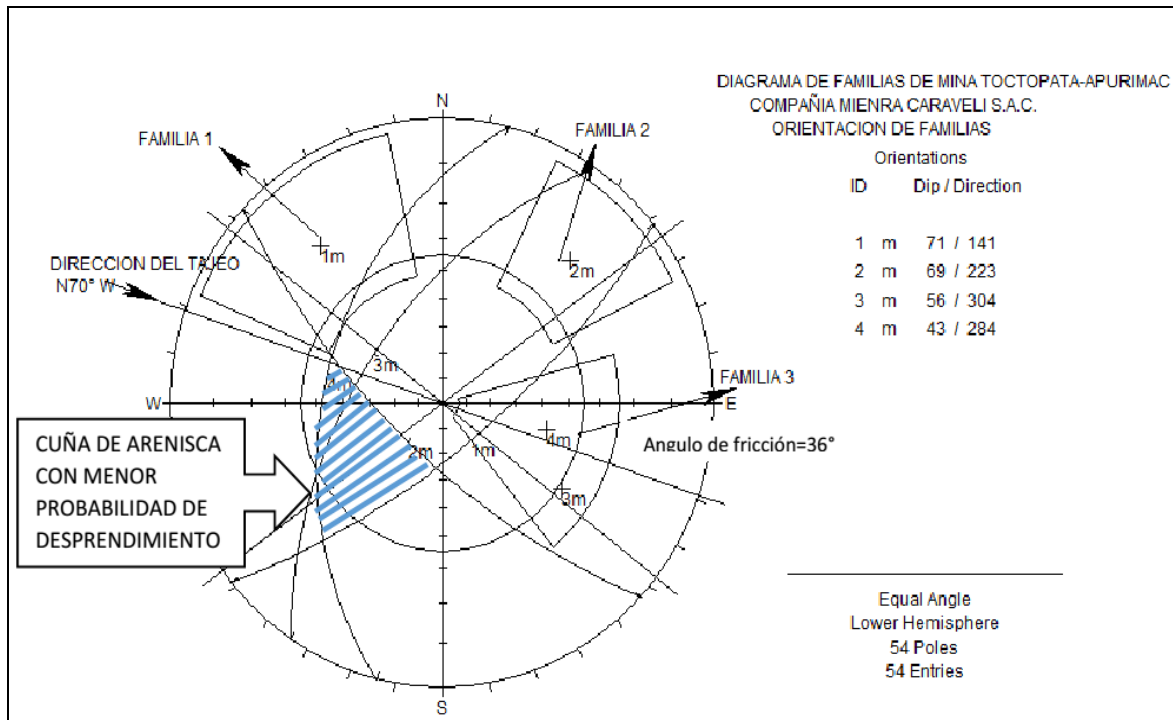 DIAGRAMA DE FAMILIAS DE MINA TOCTOPATA-APURIMAC
COMPAÑIA MIENRA CARAVELI S.A.C.
ORIENTACION DE FAMILIAS
Orientations
ID Dip / Direction
1 m 71 / 141
2 m 69 / 223
3 m 56 / 304
4 m 43 / 284
N
FAMILIA 1
FAMILIA 2
1m
2m
DIRECCION DEL TAJEO
N70° W
3m
FAMILIA 3
W
E
CUÑA DE ARENISCA
CON MENOR
PROBABILIDAD DE
DESPRENDIMIENTO
4m
2m
1m
4m
Angulo de fricción=36°
3m
S
Equal Angle
Lower Hemisphere
54 Poles
54 Entries